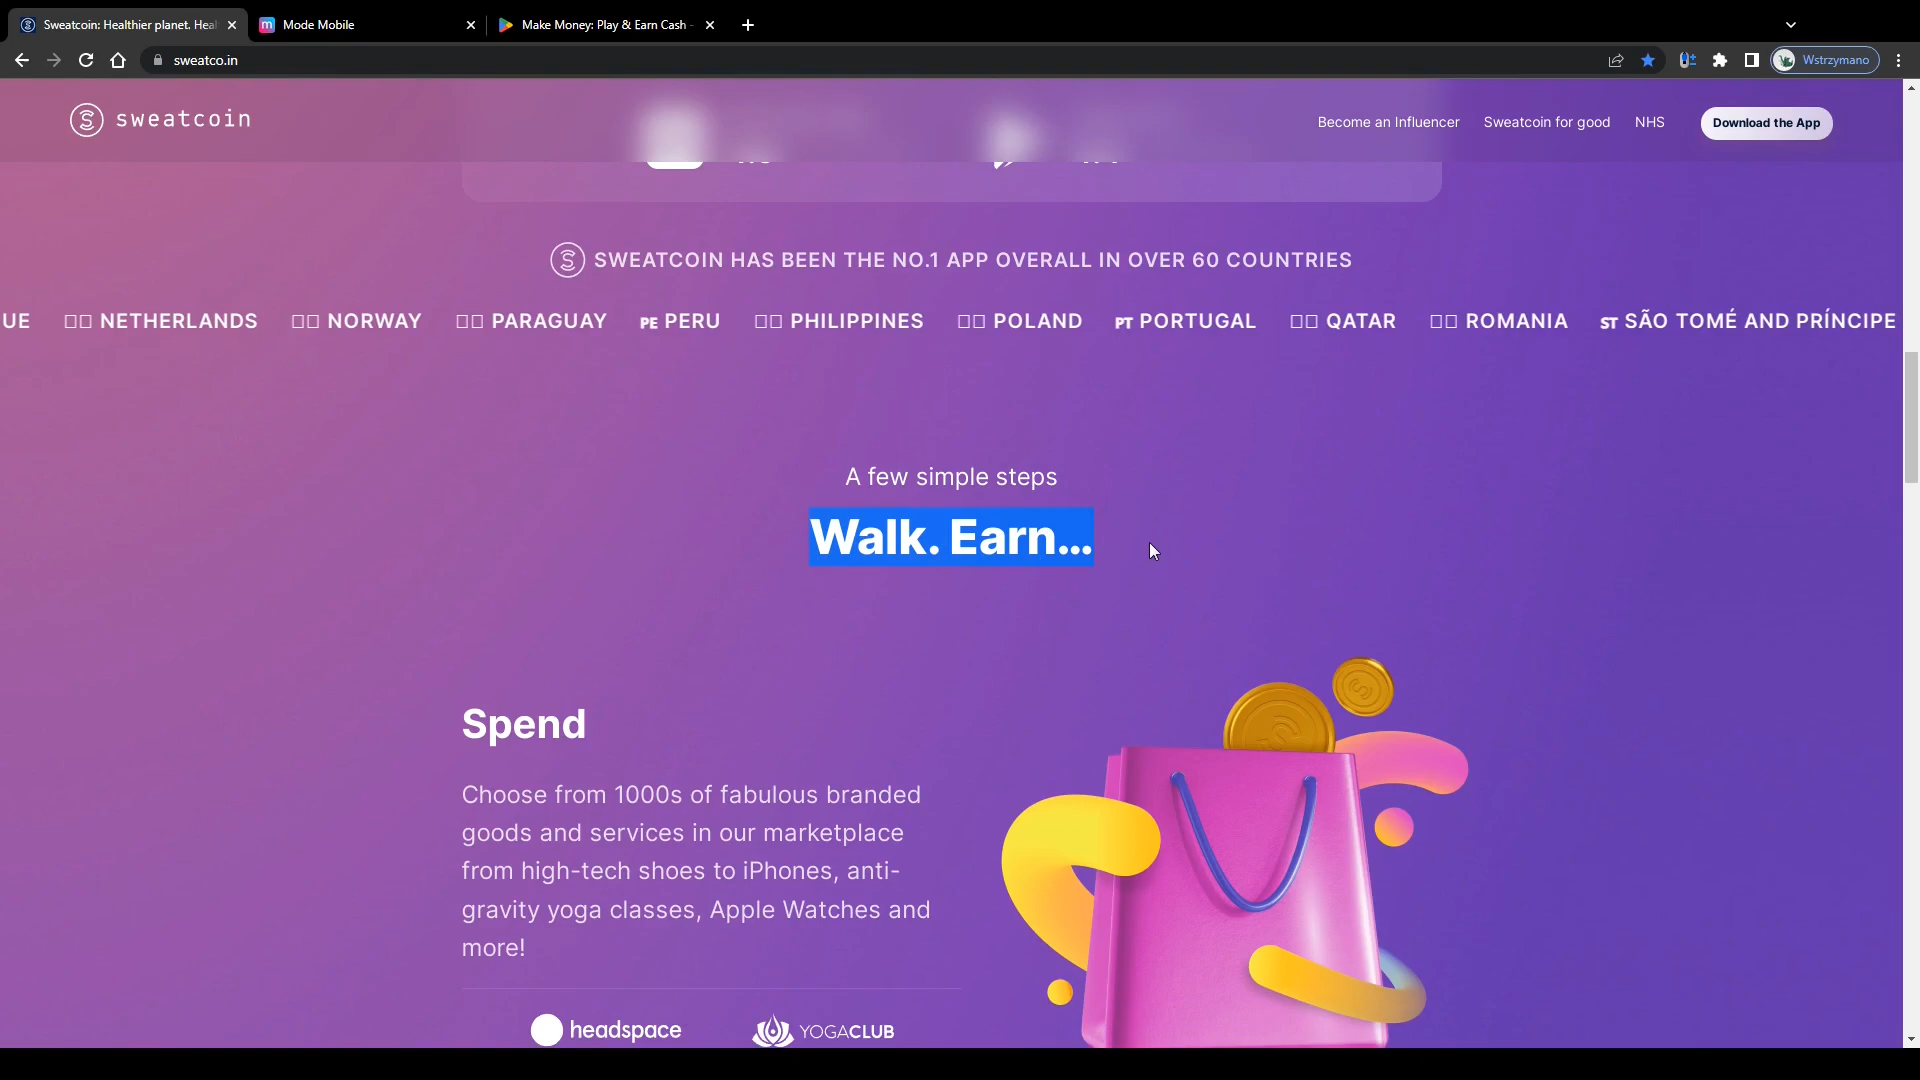 Sweatcoin: Healthier planet. Heal
Mode Mobile
Make Money: Play & Earn Cash -
sweatco.in
Wstrzymano
sweatcoin
Become an Influencer
Sweatcoin for good
NHS
Download the App
SWEATCOIN HAS BEEN THE NO.1 APP OVERALL IN OVER 60 COUNTRIES
UE NETHERLANDS NORWAY PARAGUAY PE PERU PHILIPPINES POLAND PT PORTUGAL QATAR ROMANIA ST SÃO TOMÉ AND PRÍNCIPE
A few simple steps
Walk. Earn...
Spend
Choose from 1000s of fabulous branded
goods and services in our marketplace
from high-tech shoes to iPhones, anti-
gravity yoga classes, Apple Watches and
more!
headspace
YOGACLUB